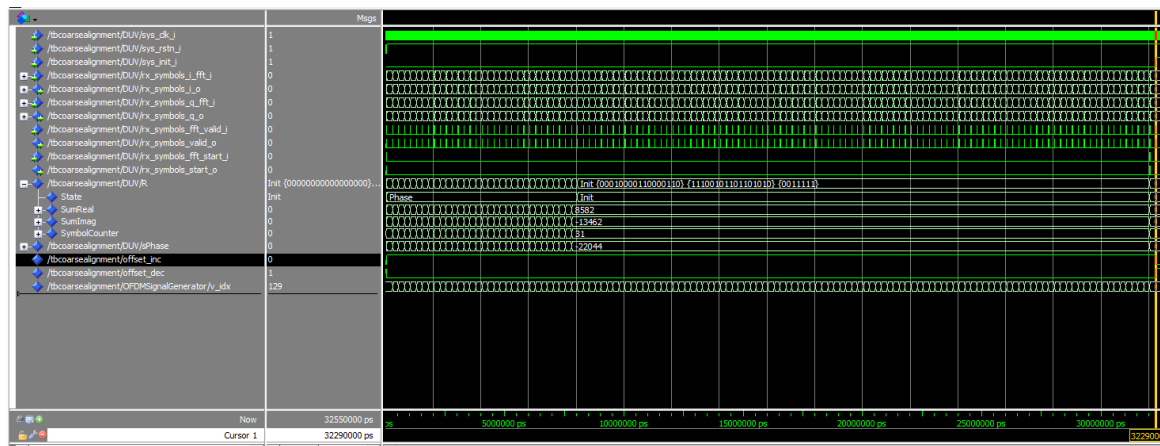 Msgs
/tbcoarsealignment/DUV/sys_clk_i 1
/tbcoarsealignment/DUV/sys_rstn_i 1
/tbcoarsealignment/DUV/sys_init_i 1
/tbcoarsealignment/DUV/rx_symbols_i_fft_i 0
/tbcoarsealignment/DUV/rx_symbols_i_o 0
/tbcoarsealignment/DUV/rx_symbols_q_fft_i 0
/tbcoarsealignment/DUV/rx_symbols_q_o 0
/tbcoarsealignment/DUV/rx_symbols_fft_valid_i 0
/tbcoarsealignment/DUV/rx_symbols_valid_o 0
/tbcoarsealignment/DUV/rx_symbols_fft_start_i 0
/tbcoarsealignment/DUV/rx_symbols_start_o 0
/tbcoarsealignment/DUV/R Init {0000000000000000}... Init {0001000011000110} {1110010110110101010} {0011111}
State Init Phase Init
SumReal 0 8582
SumImag 0 -13462
SymbolCounter 0 31
/tbcoarsealignment/DUV/sPhase 0 -22044
/tbcoarsealignment/offset_inc 0
/tbcoarsealignment/offset_dec 1
/tbcoarsealignment/OFDMSignalGenerator/v_idx 129
Now 32550000 ps ps 5000000 ps 10000000 ps 15000000 ps 20000000 ps 25000000 ps 30000000 ps
Cursor 1 32290000 ps 322900